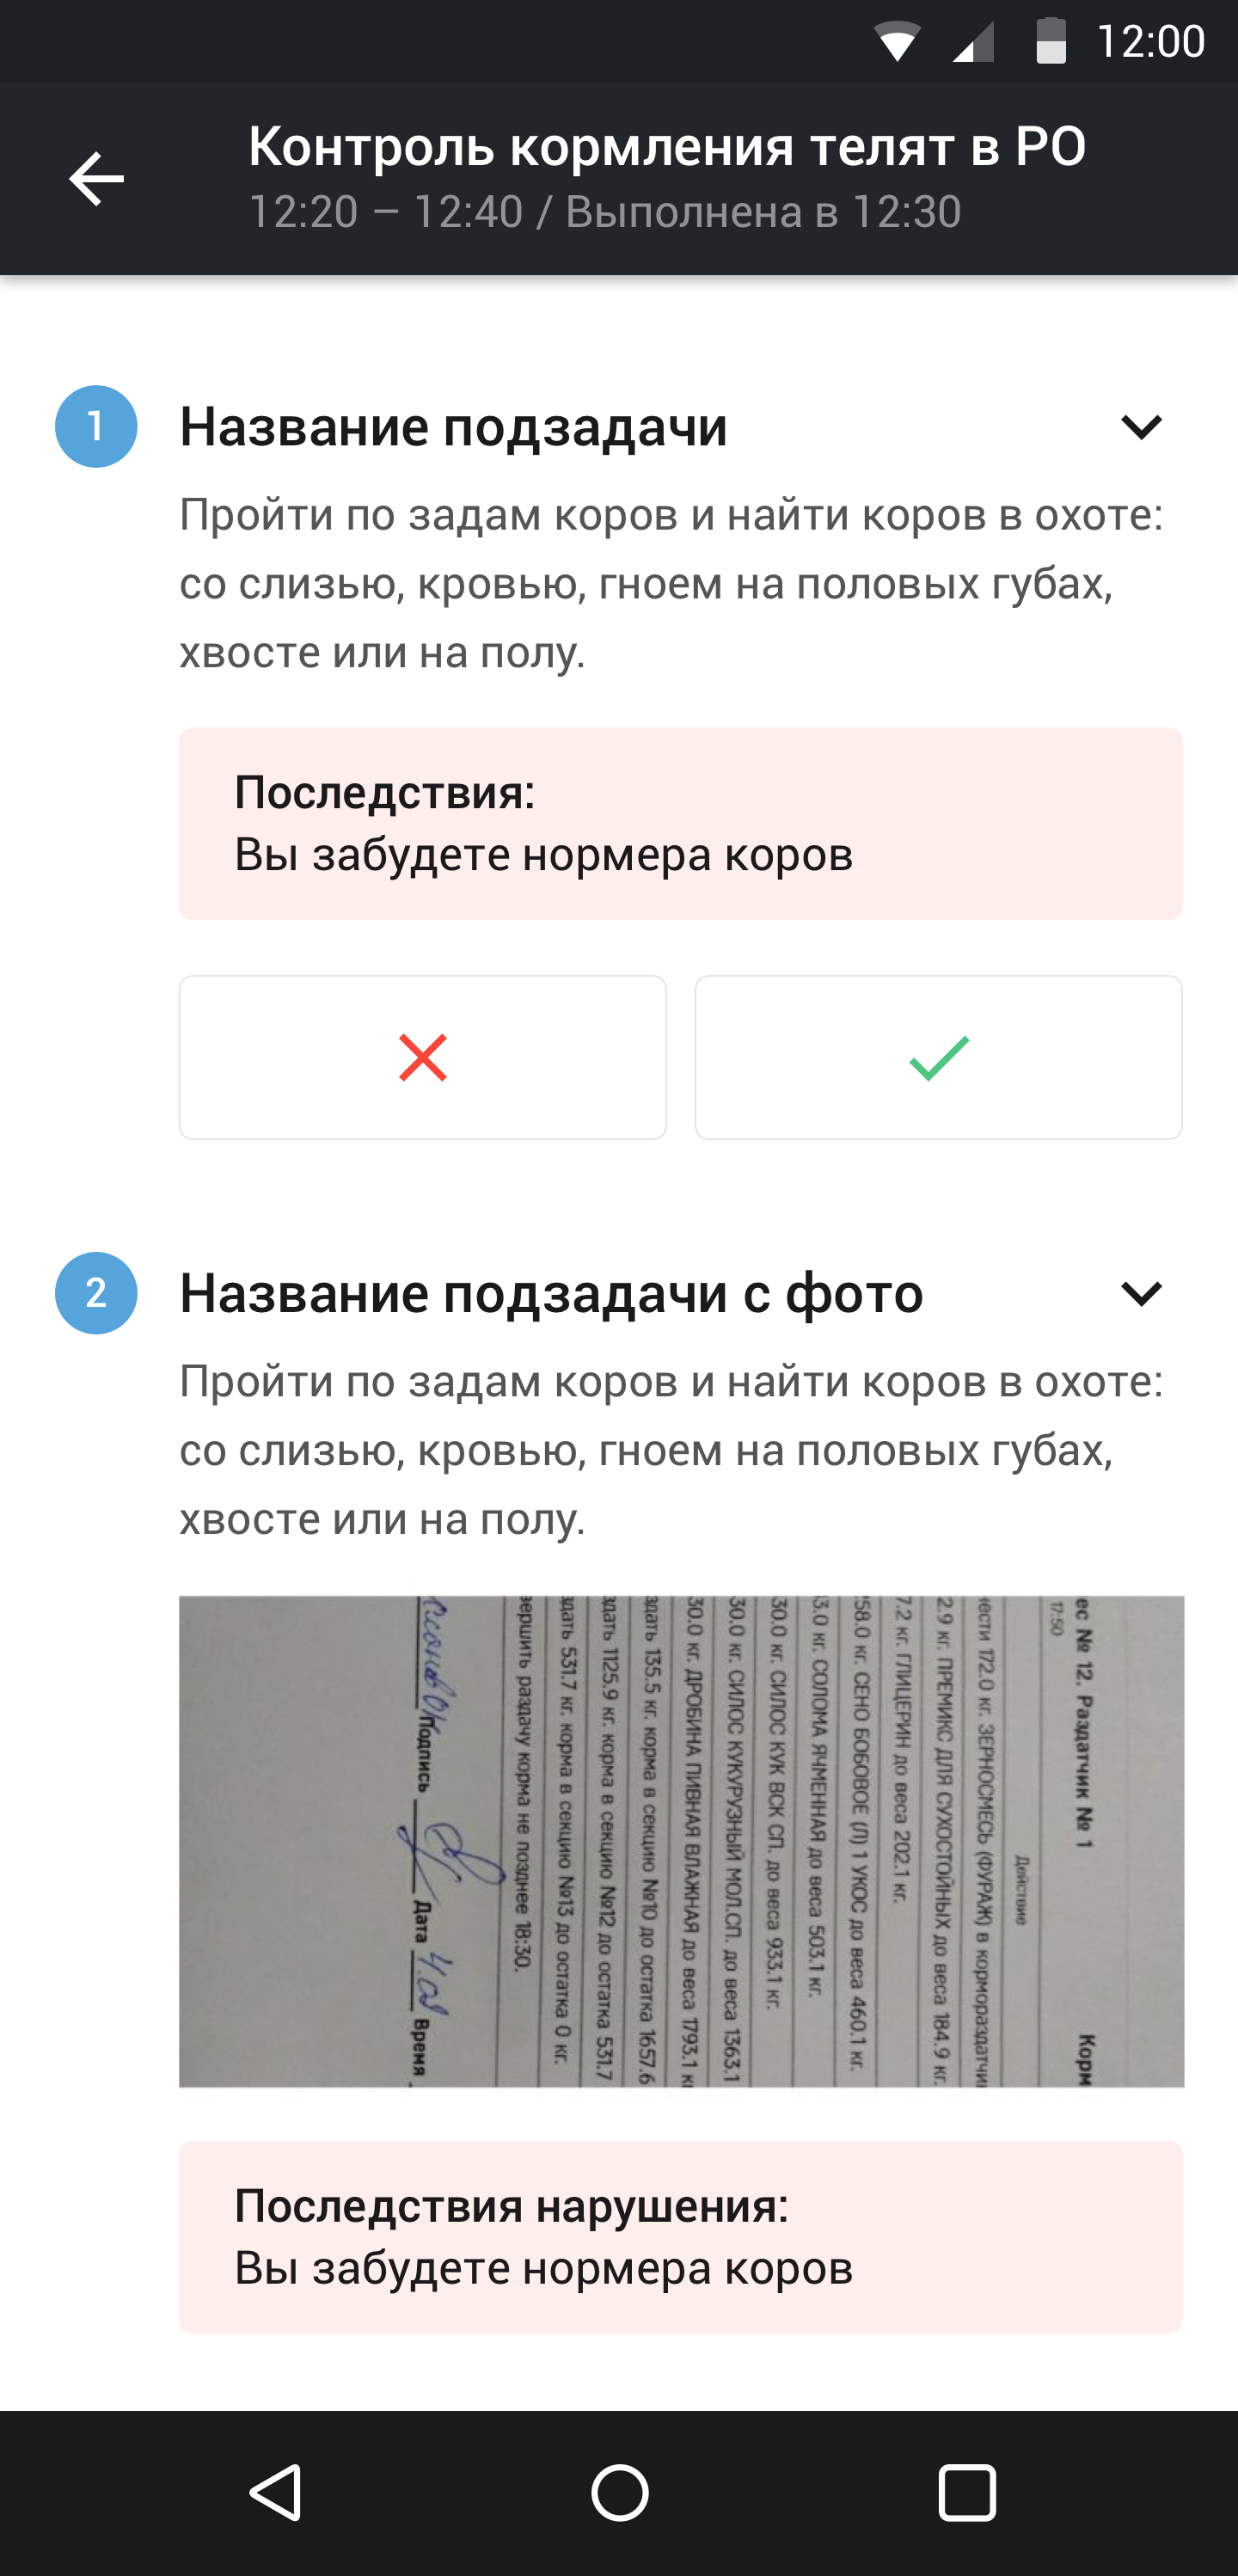 12:00
Контроль кормления телят в РО
12:20 – 12:40 / Выполнена в 12:30
1
Название подзадачи
Пройти по задам коров и найти коров в охоте:
со слизью, кровью, гноем на половых губах,
хвосте или на полу.
Последствия:
Вы забудете нормера коров
2
Название подзадачи с фото
Пройти по задам коров и найти коров в охоте:
со слизью, кровью, гноем на половых губах,
хвосте или на полу.
ес № 12. Раздатчик № 1 Корм
17:50
Действие
нести 172.0 кг. ЗЕРНОСМЕСЬ (ФУРАЖ) в кормораздатчи
2.9 кг. ПРЕМИКС ДЛЯ СУХОСТОЙНЫХ до веса 184.9 кг.
7.2 кг. ГЛИЦЕРИН до веса 202.1 кг.
58.0 кг. СЕНО БОБОВОЕ (Л) 1 УКОС до веса 460.1 кг.
3.0 кг. СОЛОМА ЯЧМЕННАЯ до веса 503.1 кг.
30.0 кг. СИЛОС КУК ВСК СП. до веса 933.1 кг.
30.0 кг. СИЛОС КУКУРУЗНЫЙ МОЛ.СП. до веса 1363.1
30.0 кг. ДРОБИНА ПИВНАЯ ВЛАЖНАЯ до веса 1793.1 кг
здать 135.5 кг. корма в секцию №10 до остатка 1657.6
здать 1125.9 кг. корма в секцию №12 до остатка 531.7
здать 531.7 кг. корма в секцию №13 до остатка 0 кг.
вершить раздачу корма не позднее 18:30.
Подпись Дата Время
Последствия нарушения:
Вы забудете нормера коров